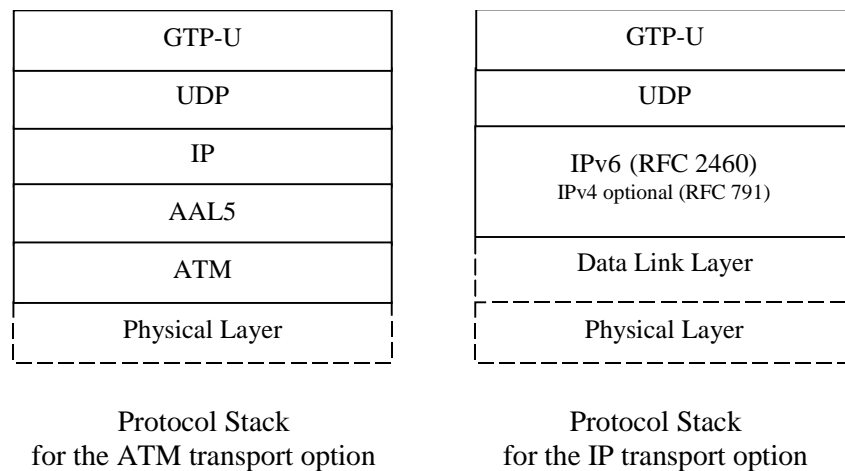 GTP-U
UDP
IP
AAL5
ATM
Physical Layer
Protocol Stack
for the ATM transport option
GTP-U
UDP
IPv6 (RFC 2460)
IPv4 optional (RFC 791)
Data Link Layer
Physical Layer
Protocol Stack
for the IP transport option